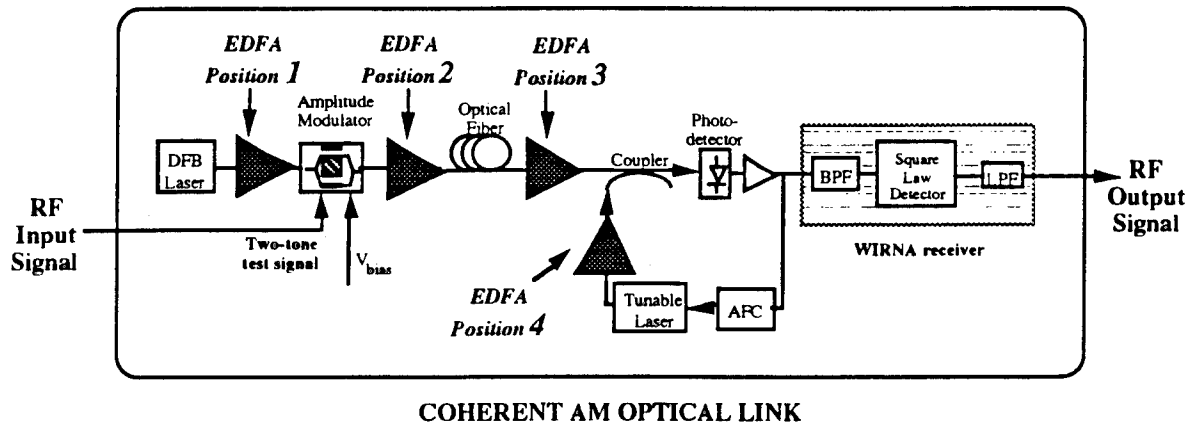 EDFA
Position 1
EDFA
Position 2
EDFA
Position 3
Amplitude
Modulator
Optical
Fiber
Photo-
detector
DFB
Laser
Coupler
BPF
Square
Law
Detector
LPF
RF
Input
Signal
RF
Output
Signal
Two-tone
test signal
V bias
WIRNA receiver
EDFA
Position 4
Tunable
Laser
AFC
COHERENT AM OPTICAL LINK